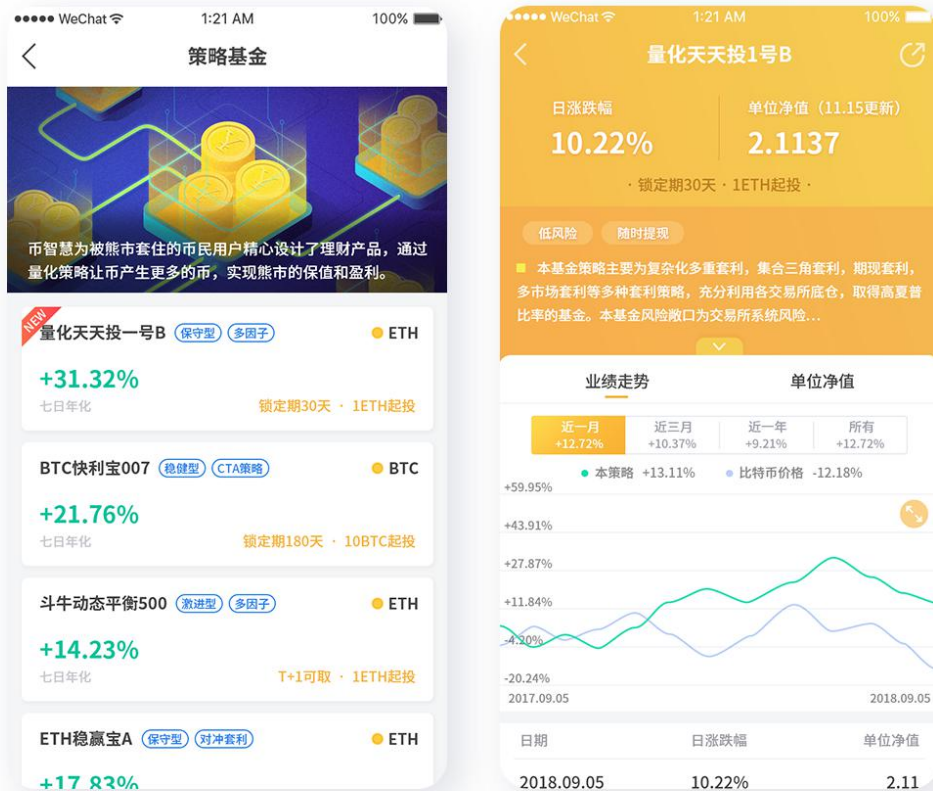 WeChat
1:21 AM
100%
策略基金
币智慧为被熊市套住的币民用户精心设计了理财产品，通过
量化策略让币产生更多的币，实现熊市的保值和盈利。
NEW
量化天天投一号B 保守型 多因子 ETH
+31.32%
七日年化 锁定期30天 · 1ETH起投
BTC快利宝007 稳健型 CTA策略 BTC
+21.76%
七日年化 锁定期180天 · 10BTC起投
斗牛动态平衡500 激进型 多因子 ETH
+14.23%
七日年化 T+1可取 · 1ETH起投
ETH稳赢宝A 保守型 对冲套利 ETH
+17.83%
WeChat
1:21 AM
100%
量化天天投1号B
日涨跌幅 单位净值（11.15更新）
10.22% 2.1137
· 锁定期30天 · 1ETH起投 ·
低风险 随时提现
本基金策略主要为复杂化多重套利，集合三角套利，期现套利，
多市场套利等多种套利策略，充分利用各交易所底仓，取得高夏普
比率的基金。本基金风险敞口为交易所系统风险...
业绩走势 单位净值
近一月 近三月 近一年 所有
+12.72% +10.37% +9.21% +12.72%
本策略 +13.11% 比特币价格 -12.18%
+59.95%
+43.91%
+27.87%
+11.84%
-4.20%
-20.24%
2017.09.05 2018.09.05
日期 日涨跌幅 单位净值
2018.09.05 10.22% 2.11